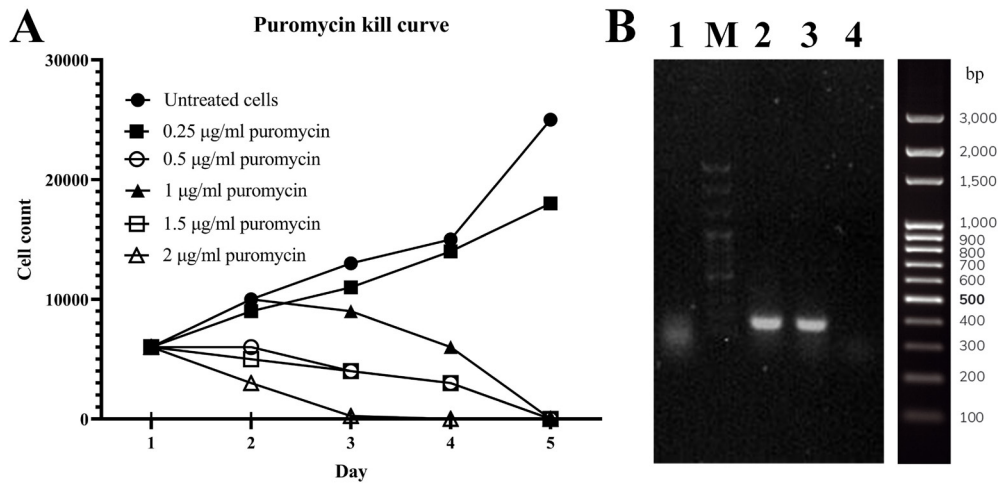 A
Puromycin kill curve
Cell count
30000
20000
10000
0
Untreated cells
0.25 μg/ml puromycin
0.5 μg/ml puromycin
1 μg/ml puromycin
1.5 μg/ml puromycin
2 μg/ml puromycin
1 2 3 4 5
Day
B
1 M 2 3 4
bp
3,000
2,000
1,500
1,000
900
800
700
600
500
400
300
200
100